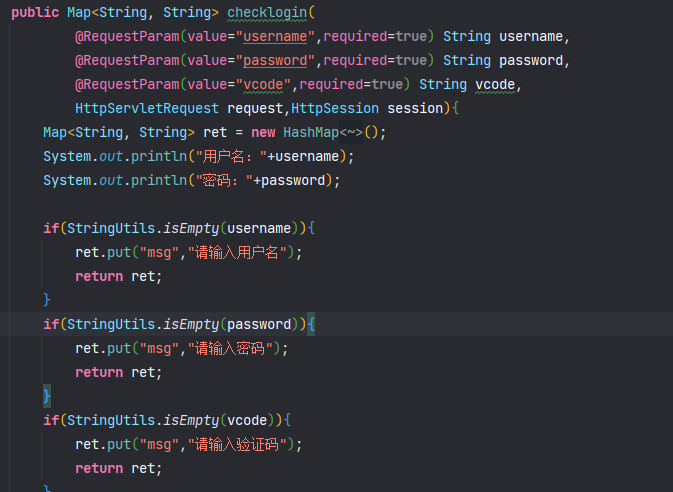 public Map<String, String> checklogin(
@RequestParam(value="username",required=true) String username,
@RequestParam(value="password",required=true) String password,
@RequestParam(value="vcode",required=true) String vcode,
HttpServletRequest request,HttpSession session){
Map<String, String> ret = new HashMap<~>();
System.out.println("用户名："+username);
System.out.println("密码："+password);
if(StringUtils.isEmpty(username)){
ret.put("msg","请输入用户名");
return ret;
}
if(StringUtils.isEmpty(password)){
ret.put("msg","请输入密码");
return ret;
}
if(StringUtils.isEmpty(vcode)){
ret.put("msg","请输入验证码");
return ret;
}